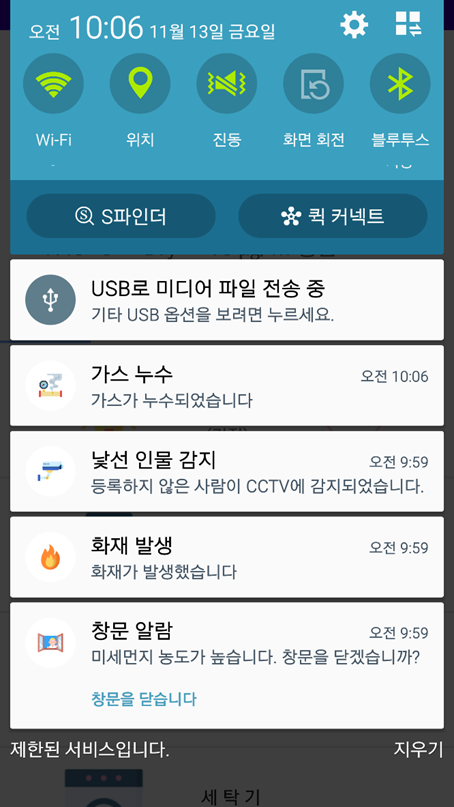 오전 10:06 11월 13일 금요일
Wi-Fi 위치 진동 화면 회전 블루투스
S파인더 퀵 커넥트
USB로 미디어 파일 전송 중
기타 USB 옵션을 보려면 누르세요.
가스 누수 오전 10:06
가스가 누수되었습니다
낯선 인물 감지 오전 9:59
등록하지 않은 사람이 CCTV에 감지되었습니다.
화재 발생 오전 9:59
화재가 발생했습니다
창문 알람 오전 9:59
미세먼지 농도가 높습니다. 창문을 닫겠습니까?
창문을 닫습니다
제한된 서비스입니다. 지우기
세 탁 기